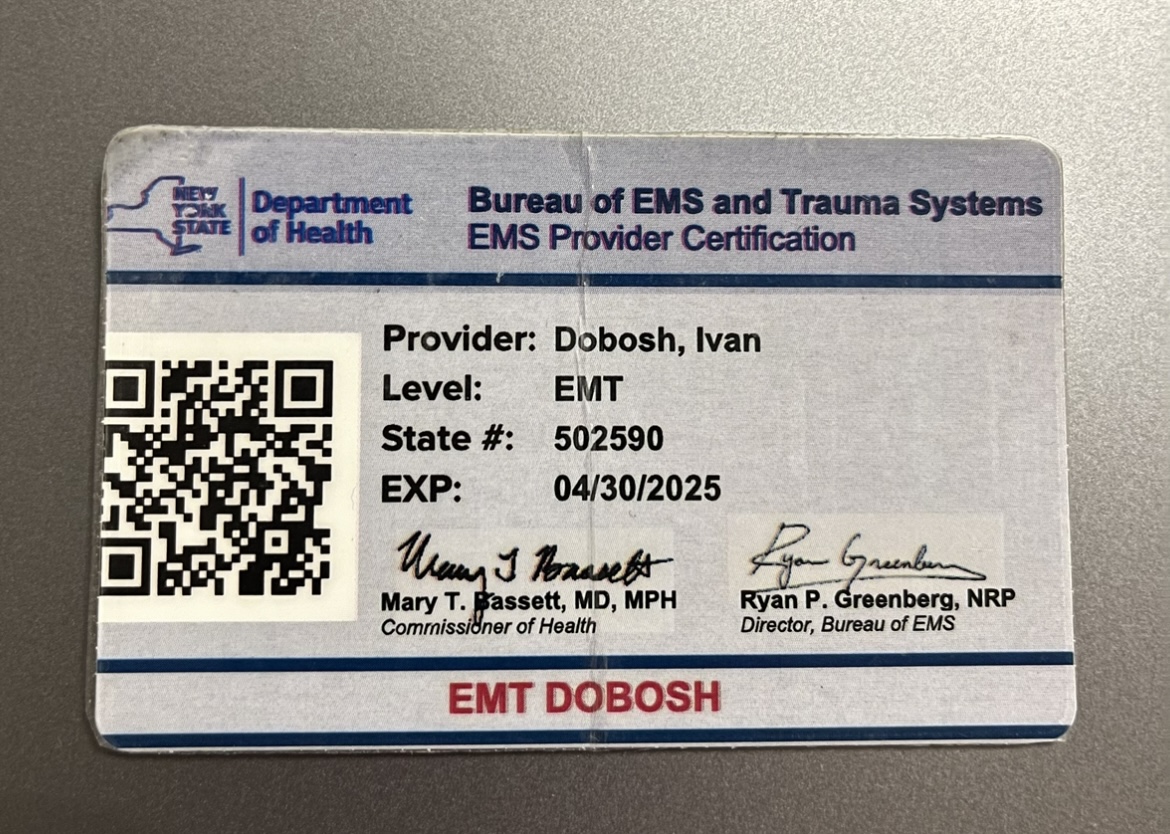 NEW
YORK
STATE
Department
of Health
Bureau of EMS and Trauma Systems
EMS Provider Certification
Provider: Dobosh, Ivan
Level: EMT
State #: 502590
EXP: 04/30/2025
Mary T Bassett
Mary T. Bassett, MD, MPH
Commissioner of Health
Ryan Greenberg
Ryan P. Greenberg, NRP
Director, Bureau of EMS
EMT DOBOSH